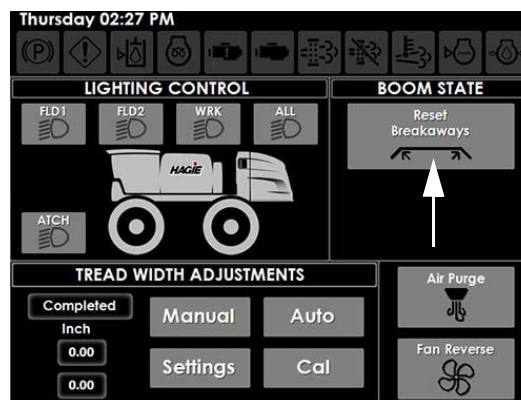 Thursday 02:27 PM
(P)
LIGHTING CONTROL
BOOM STATE
FLD1
FLD2
WRK
ALL
Reset
Breakaways
HAGIE
ATCH
TREAD WIDTH ADJUSTMENTS
Completed
Inch
0.00
0.00
Manual
Auto
Settings
Cal
Air Purge
Fan Reverse